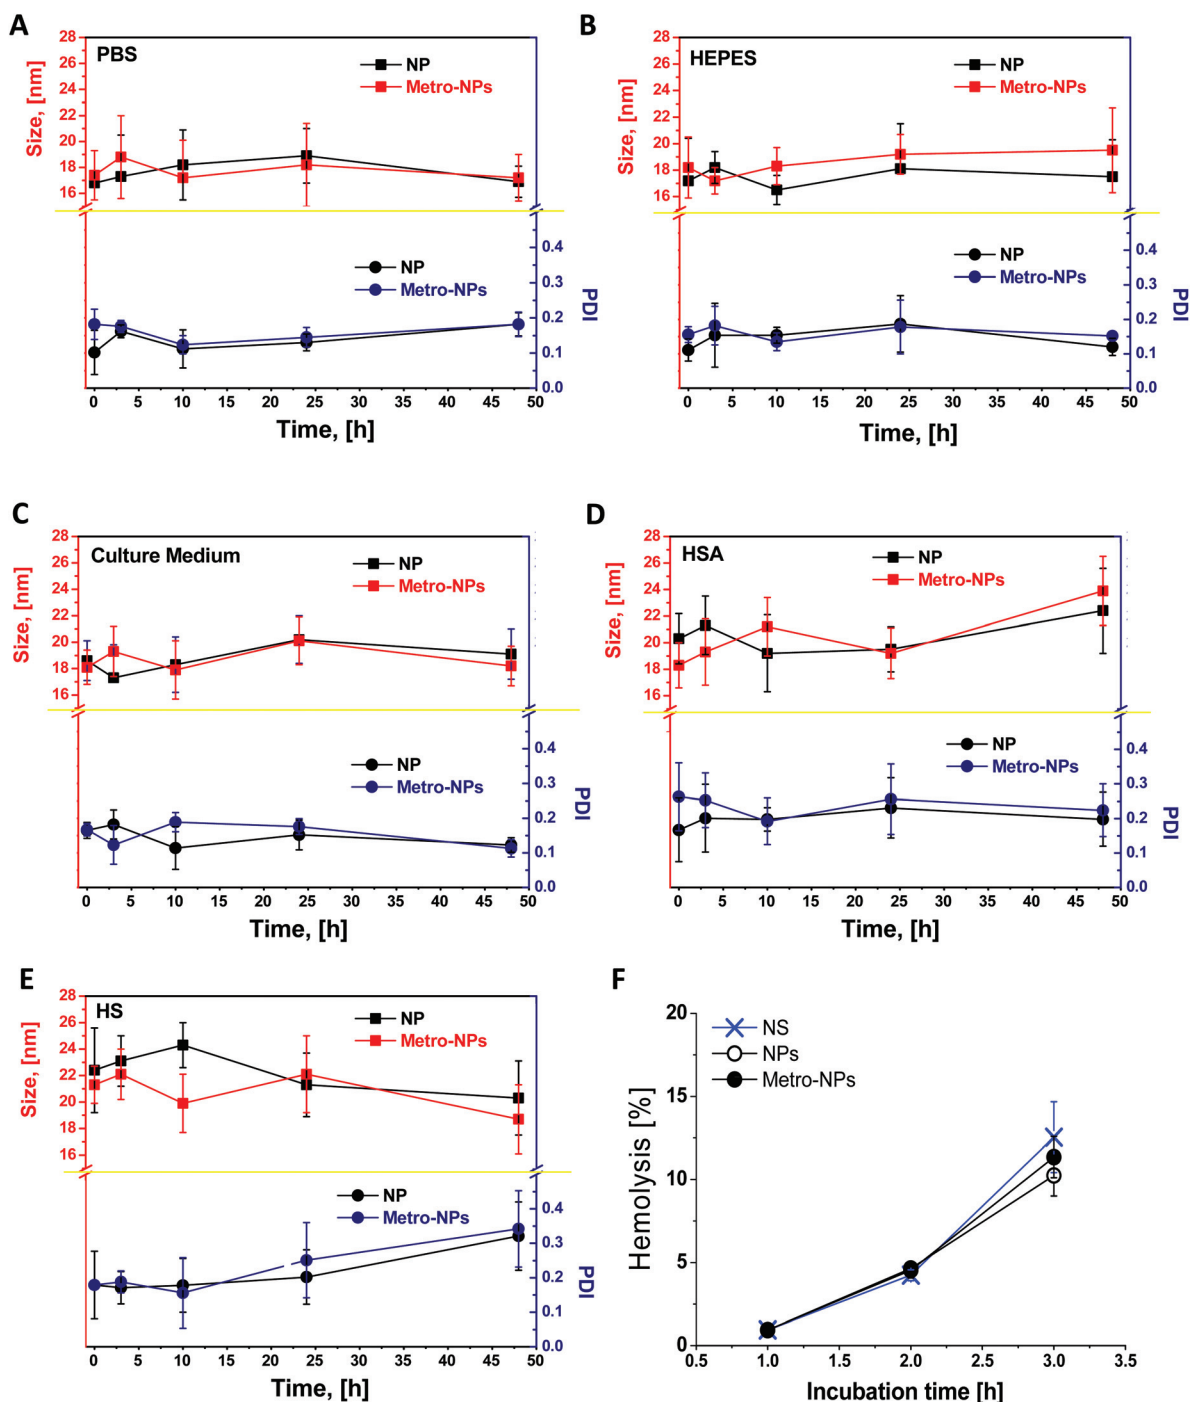 A
PBS
NP
Metro-NPs
Size, [nm]
28
26
24
22
20
18
16
NP
Metro-NPs
0.4
0.3
0.2
0.1
0.0
PDI
0 5 10 15 20 25 30 35 40 45 50
Time, [h]
B
HEPES
NP
Metro-NPs
Size, [nm]
28
26
24
22
20
18
16
NP
Metro-NPs
0.4
0.3
0.2
0.1
0.0
PDI
0 5 10 15 20 25 30 35 40 45 50
Time, [h]
C
Culture Medium
NP
Metro-NPs
Size, [nm]
28
26
24
22
20
18
16
NP
Metro-NPs
0.4
0.3
0.2
0.1
0.0
PDI
0 5 10 15 20 25 30 35 40 45 50
Time, [h]
D
HSA
NP
Metro-NPs
Size, [nm]
28
26
24
22
20
18
16
NP
Metro-NPs
0.4
0.3
0.2
0.1
0.0
PDI
0 5 10 15 20 25 30 35 40 45 50
Time, [h]
E
HS
NP
Metro-NPs
Size, [nm]
28
26
24
22
20
18
16
NP
Metro-NPs
0.4
0.3
0.2
0.1
0.0
PDI
0 5 10 15 20 25 30 35 40 45 50
Time, [h]
F
NS
NPs
Metro-NPs
Hemolysis [%]
20
15
10
5
0
0.5 1.0 1.5 2.0 2.5 3.0 3.5
Incubation time [h]